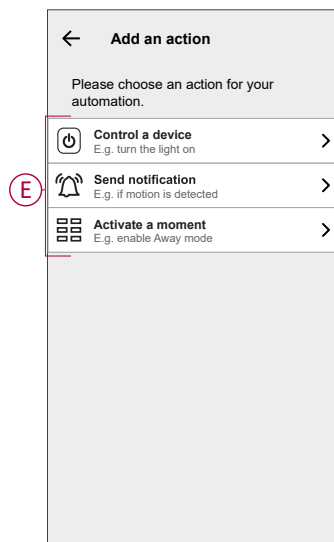 Add an action
Please choose an action for your
automation.
Control a device
E.g. turn the light on
E
Send notification
E.g. if motion is detected
Activate a moment
E.g. enable Away mode